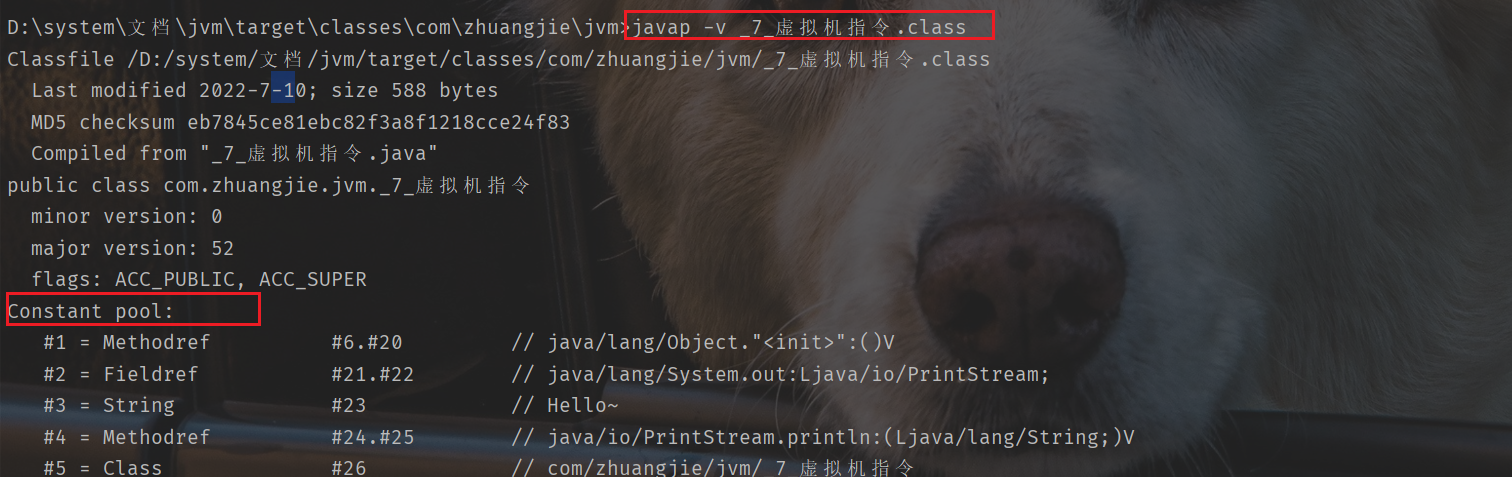 D:\system\文档\jvm\target\classes\com\zhuangjie\jvm>javap -v _7_虚拟机指令.class
Classfile /D:/system/文档/jvm/target/classes/com/zhuangjie/jvm/_7_虚拟机指令.class
  Last modified 2022-7-10; size 588 bytes
  MD5 checksum eb7845ce81ebc82f3a8f1218cce24f83
  Compiled from "_7_虚拟机指令.java"
public class com.zhuangjie.jvm._7_虚拟机指令
  minor version: 0
  major version: 52
  flags: ACC_PUBLIC, ACC_SUPER
Constant pool:
   #1 = Methodref          #6.#20         // java/lang/Object."<init>":()V
   #2 = Fieldref           #21.#22        // java/lang/System.out:Ljava/io/PrintStream;
   #3 = String             #23            // Hello~
   #4 = Methodref          #24.#25        // java/io/PrintStream.println:(Ljava/lang/String;)V
   #5 = Class              #26            // com/zhuangjie/jvm/_7_虚拟机指令